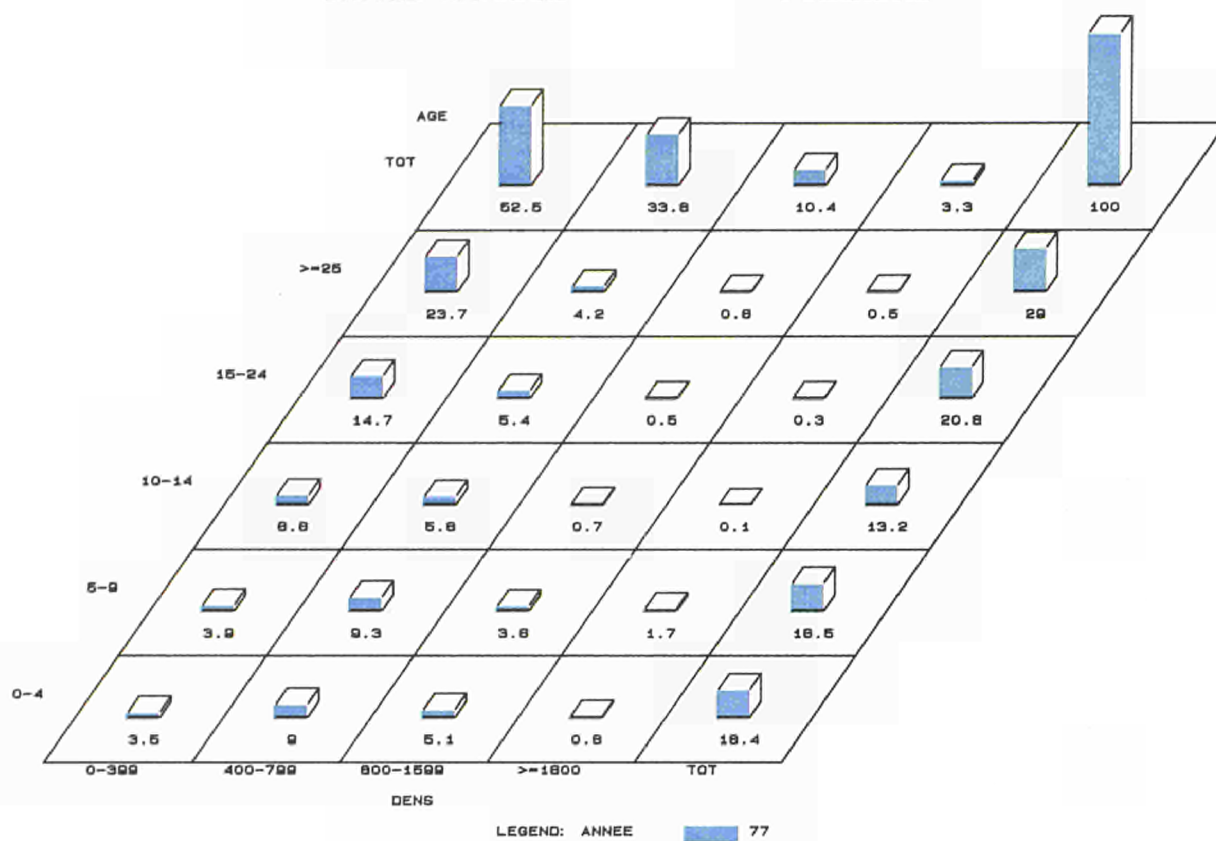 AGE
TOT
52.5 33.8 10.4 3.3 100
>=25
23.7 4.2 0.6 0.5 29
15-24
14.7 5.4 0.5 0.3 20.8
10-14
6.6 5.8 0.7 0.1 13.2
5-9
3.9 9.3 3.6 1.7 18.5
0-4
3.5 9 5.1 0.8 18.4
0-399 400-799 800-1599 >=1600 TOT
DENS
LEGEND: ANNEE 77